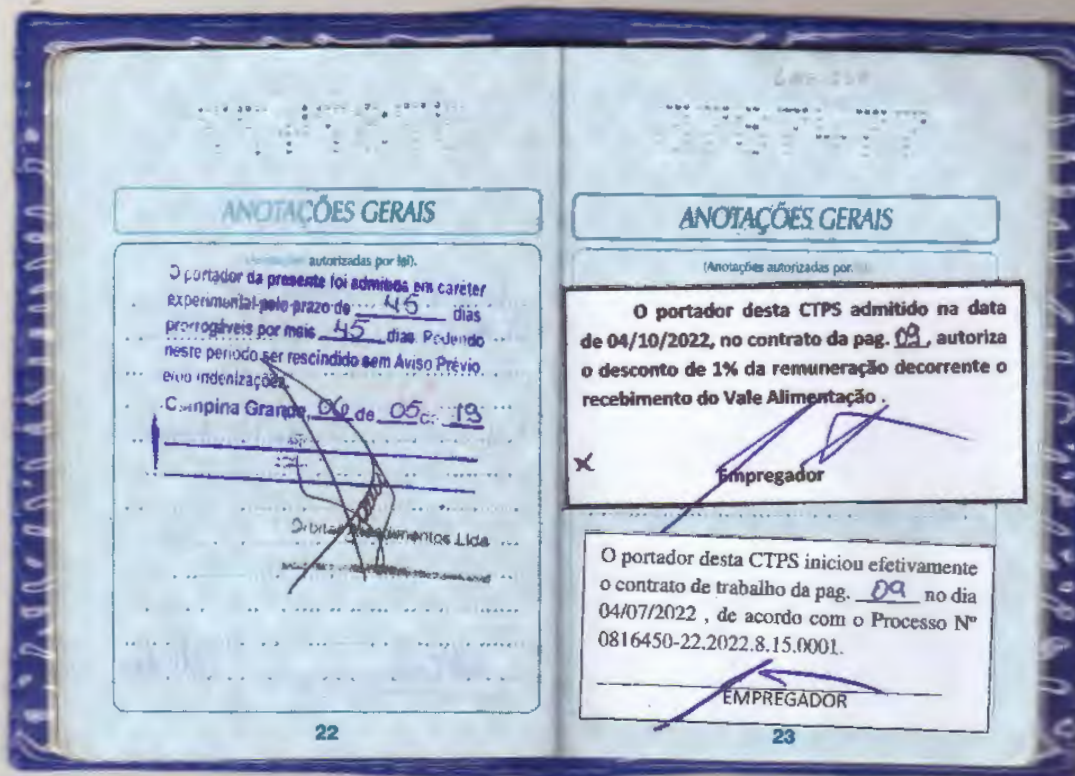 ANOTAÇÕES GERAIS
autorizadas por lei).
O portador da presente foi admitido em caráter
experimental pelo prazo de 45 dias
prorrogáveis por mais 45 dias. Podendo
neste período ser rescindido sem Aviso Prévio
e/ou indenizações.
Campina Grande, 06 de 05 de 19
Ltda
22
ANOTAÇÕES GERAIS
(Anotações autorizadas por
O portador desta CTPS admitido na data
de 04/10/2022, no contrato da pag. 09, autoriza
o desconto de 1% da remuneração decorrente o
recebimento do Vale Alimentação .
x
Empregador
O portador desta CTPS iniciou efetivamente
o contrato de trabalho da pag. 09 no dia
04/07/2022 , de acordo com o Processo Nº
0816450-22.2022.8.15.0001.
EMPREGADOR
23